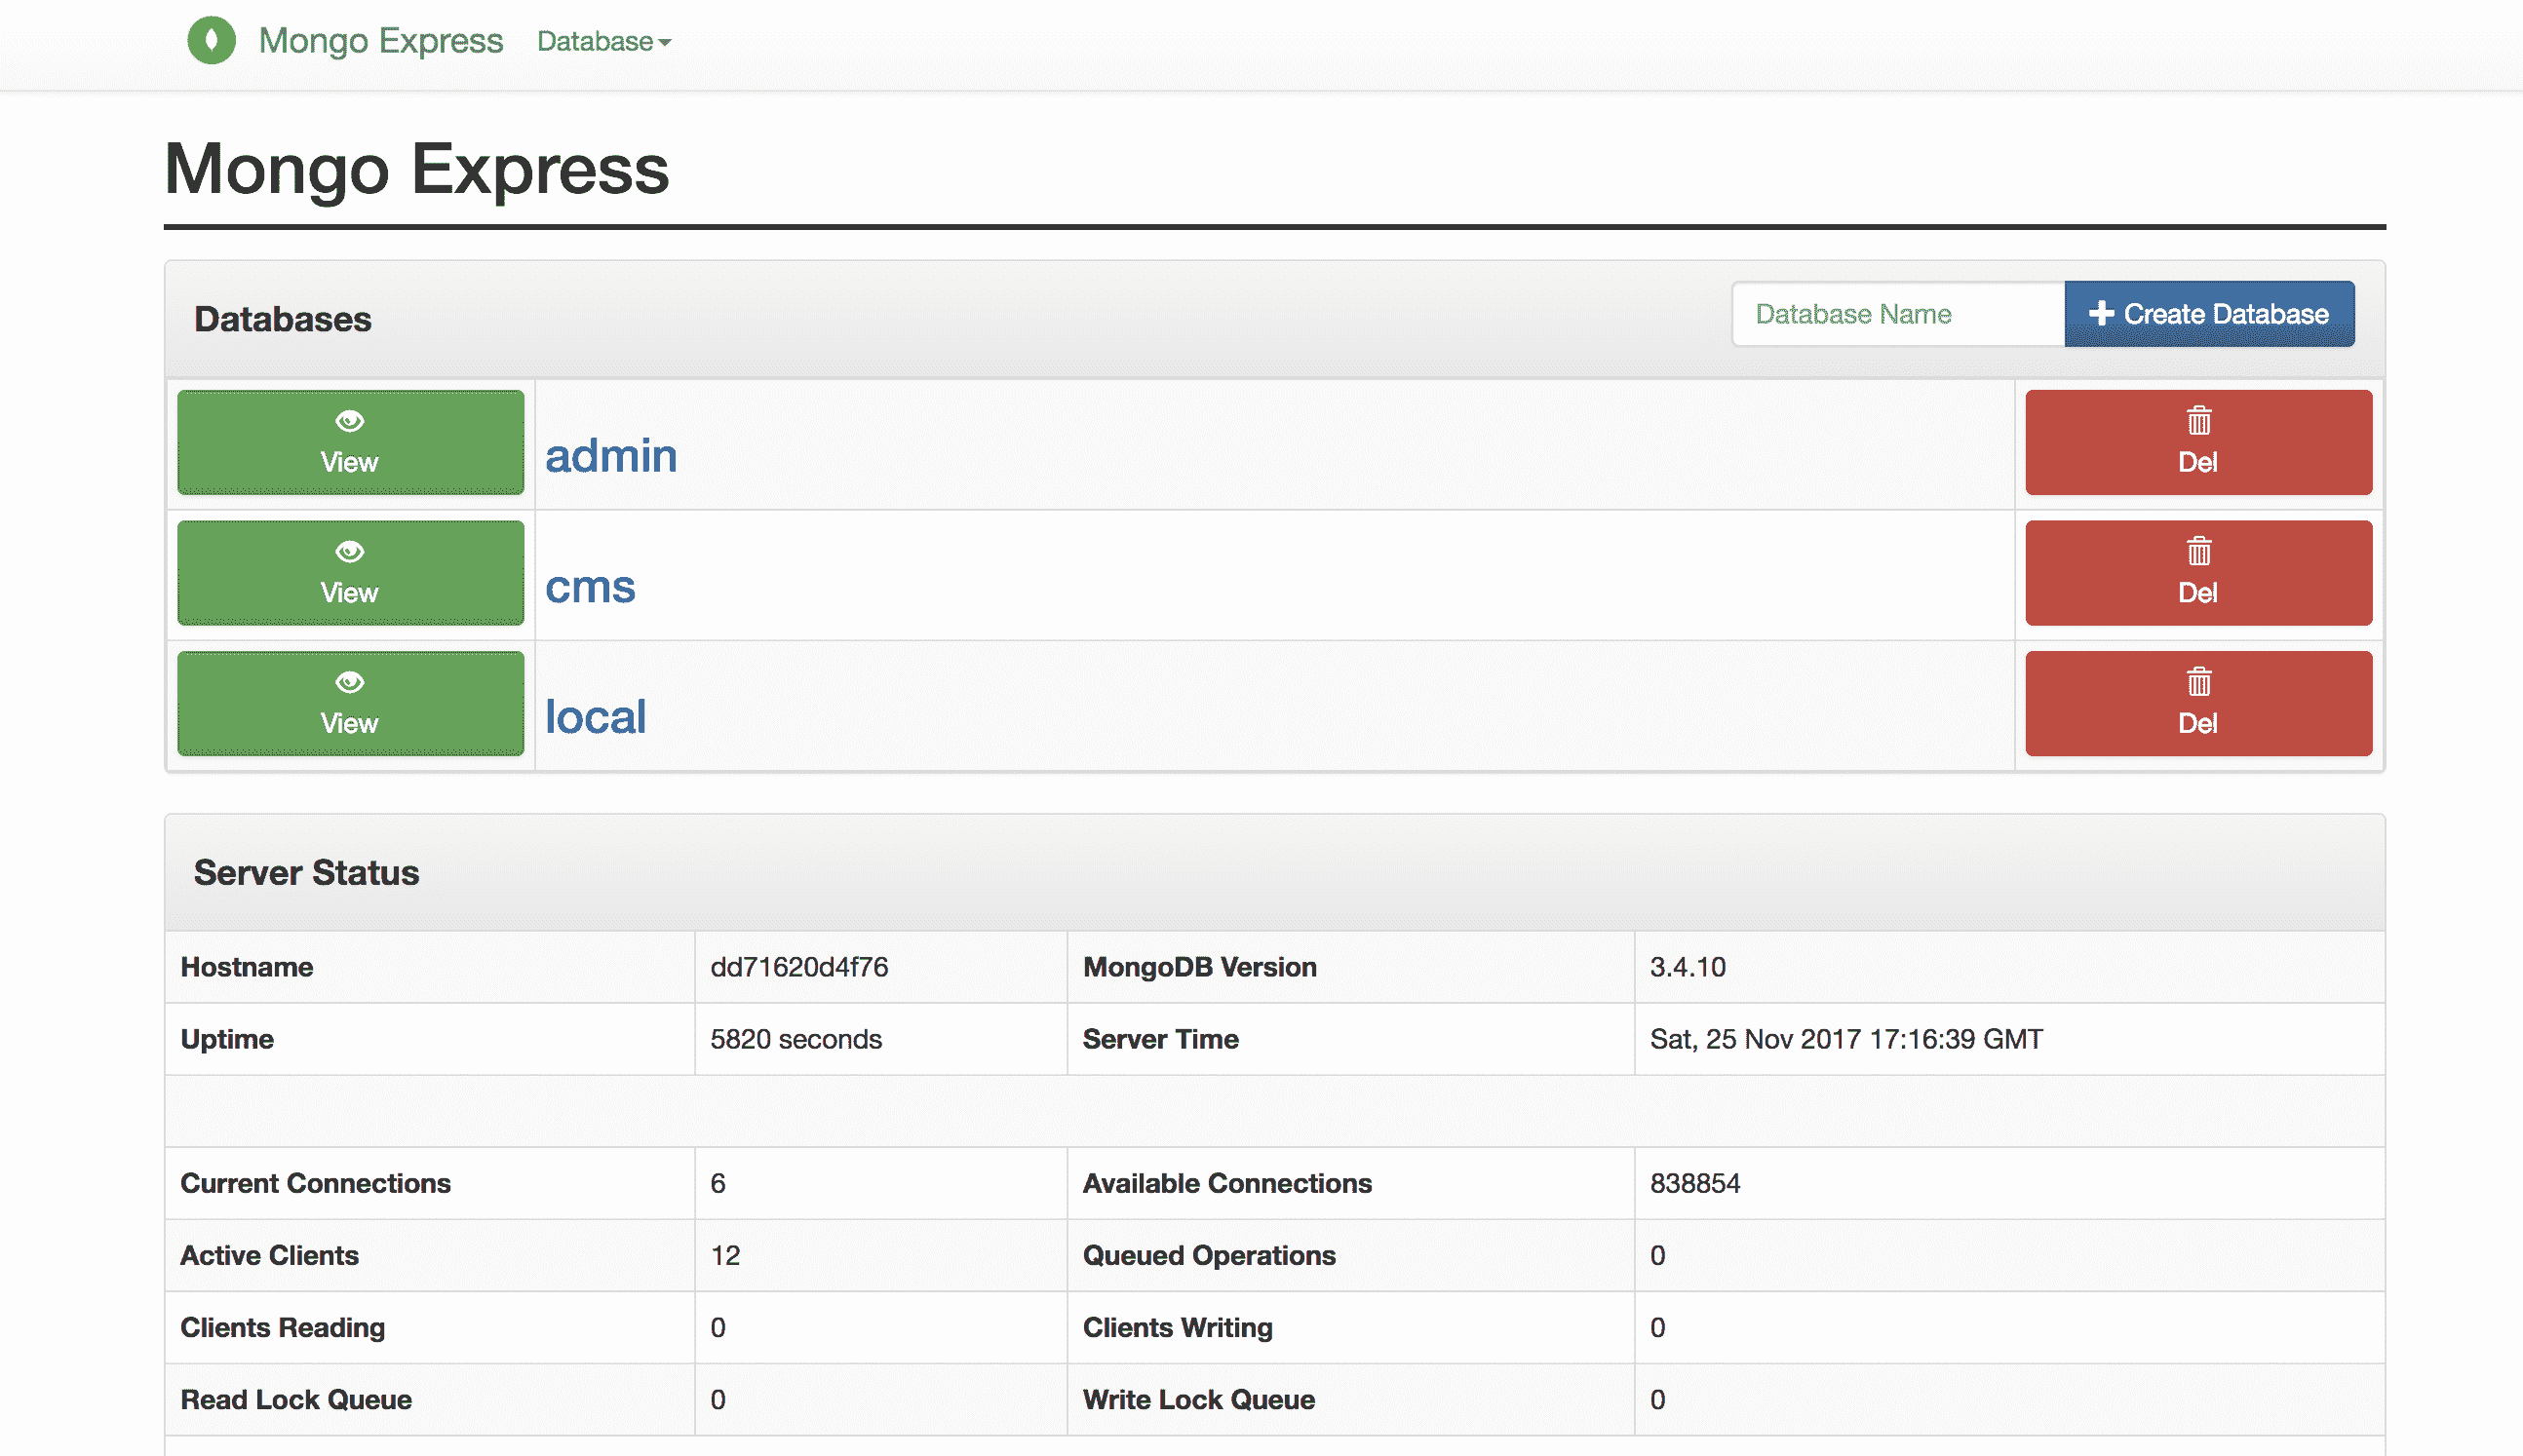 Mongo Express Database
Mongo Express
Databases Database Name Create Database
View admin Del
View cms Del
View local Del
Server Status
Hostname dd71620d4f76 MongoDB Version 3.4.10
Uptime 5820 seconds Server Time Sat, 25 Nov 2017 17:16:39 GMT
Current Connections 6 Available Connections 838854
Active Clients 12 Queued Operations 0
Clients Reading 0 Clients Writing 0
Read Lock Queue 0 Write Lock Queue 0